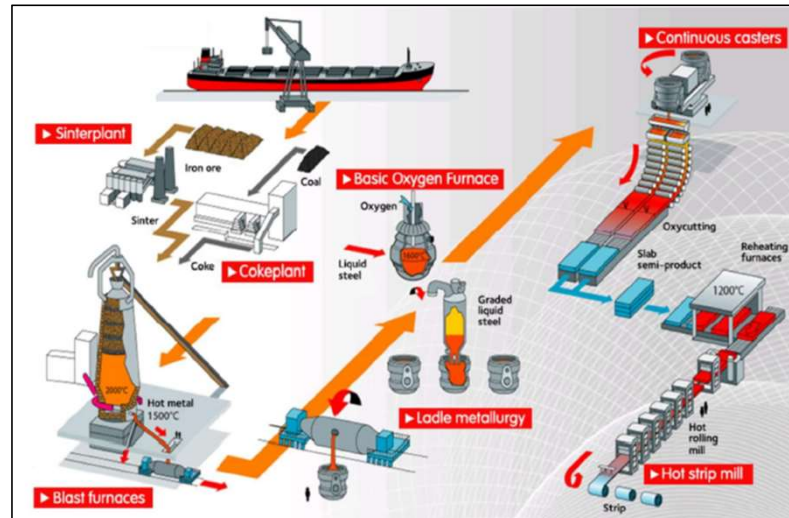 ► Continuous casters
► Sinterplant
Iron ore
Coal
► Basic Oxygen Furnace
Oxygen
Sinter
Coke
► Cokeplant
Liquid
steel
1600°C
Oxycutting
Slab
semi-product
Reheating
furnaces
1200°C
Graded
liquid
steel
2000°C
Hot metal
1500°C
► Ladle metallurgy
Hot
rolling
mill
► Hot strip mill
► Blast furnaces
Strip